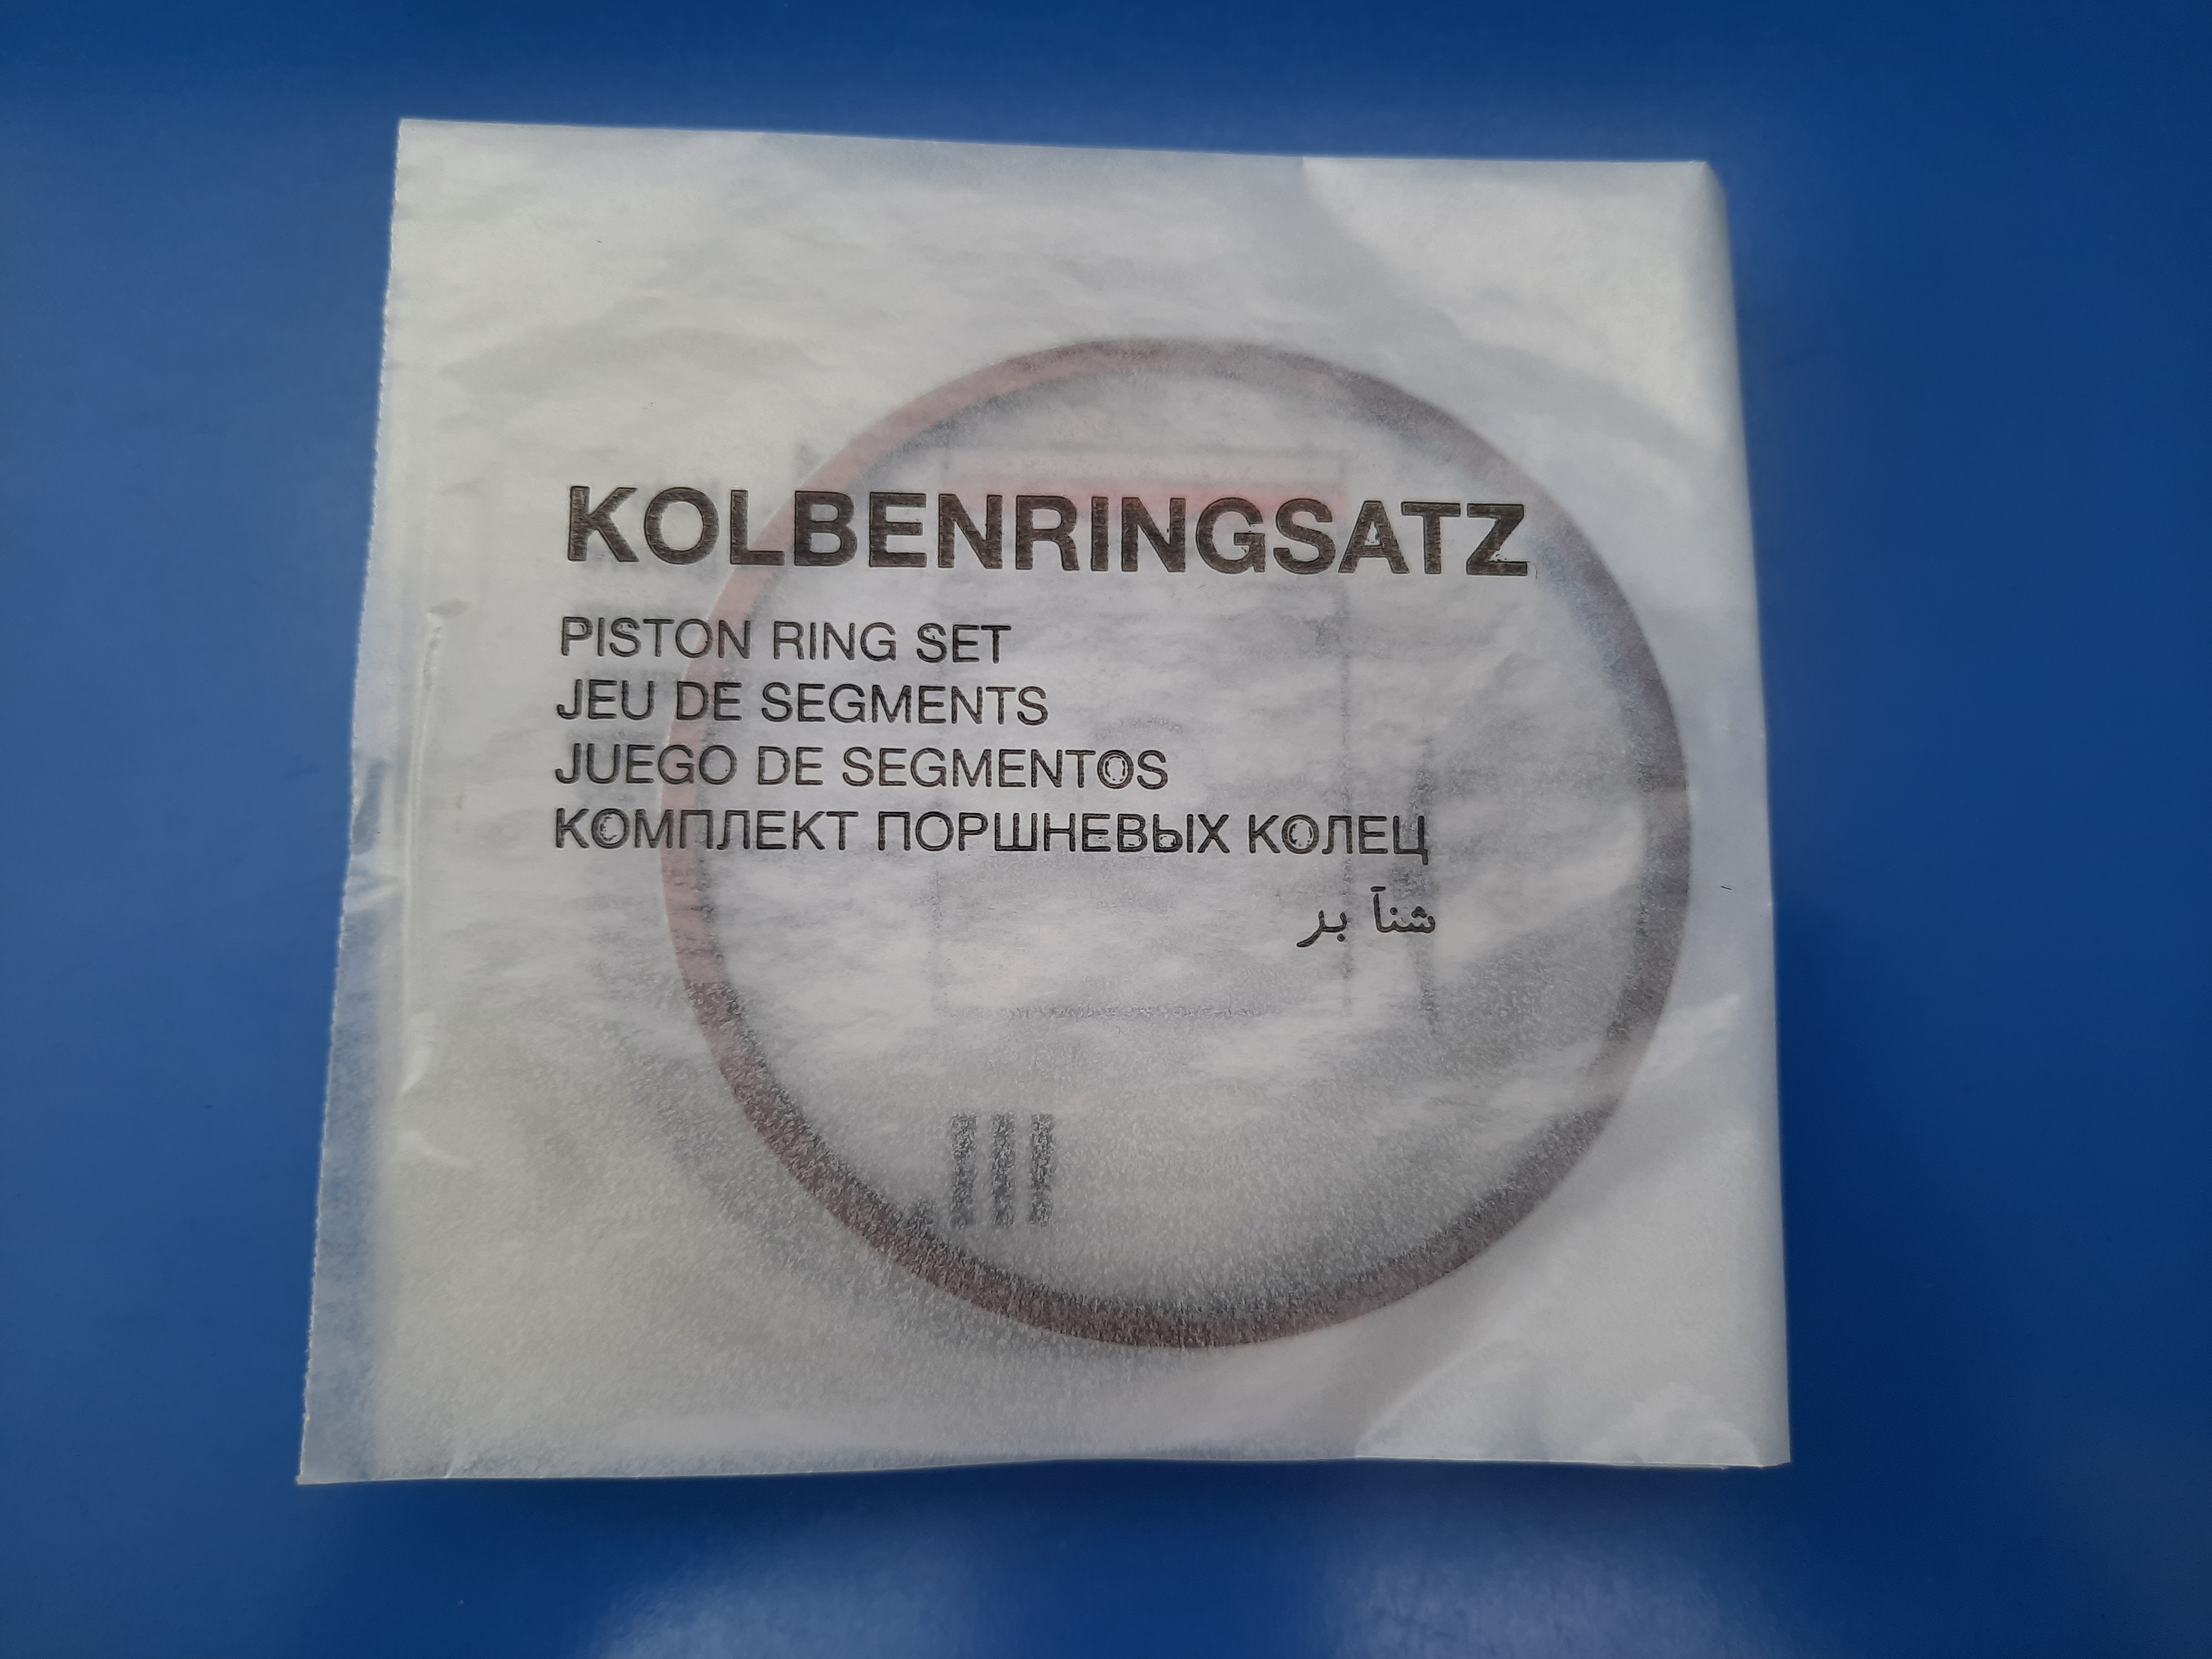 KOLBENRINGSATZ
PISTON RING SET
JEU DE SEGMENTS
JUEGO DE SEGMENTOS
КОМПЛЕКТ ПОРШНЕВЫХ КОЛЕЦ
شنآ بر